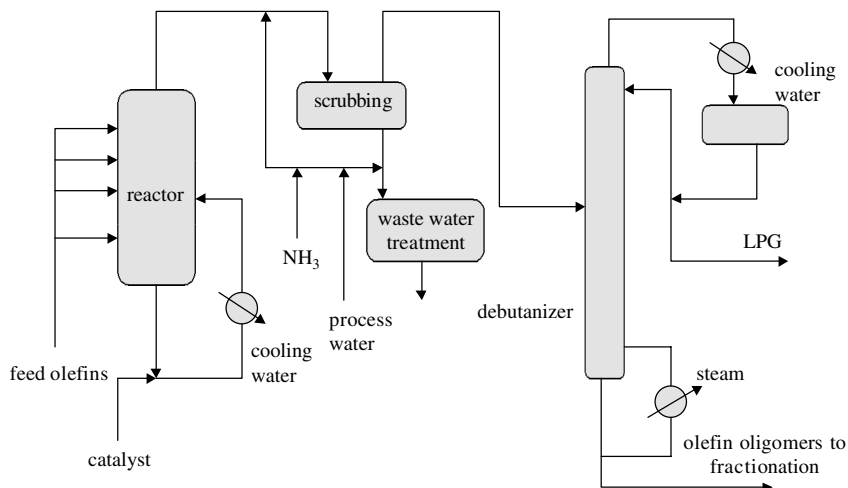 scrubbing
cooling
water
reactor
waste water
treatment
NH₃
LPG
process
water
debutanizer
cooling
water
feed olefins
steam
catalyst
olefin oligomers to
fractionation